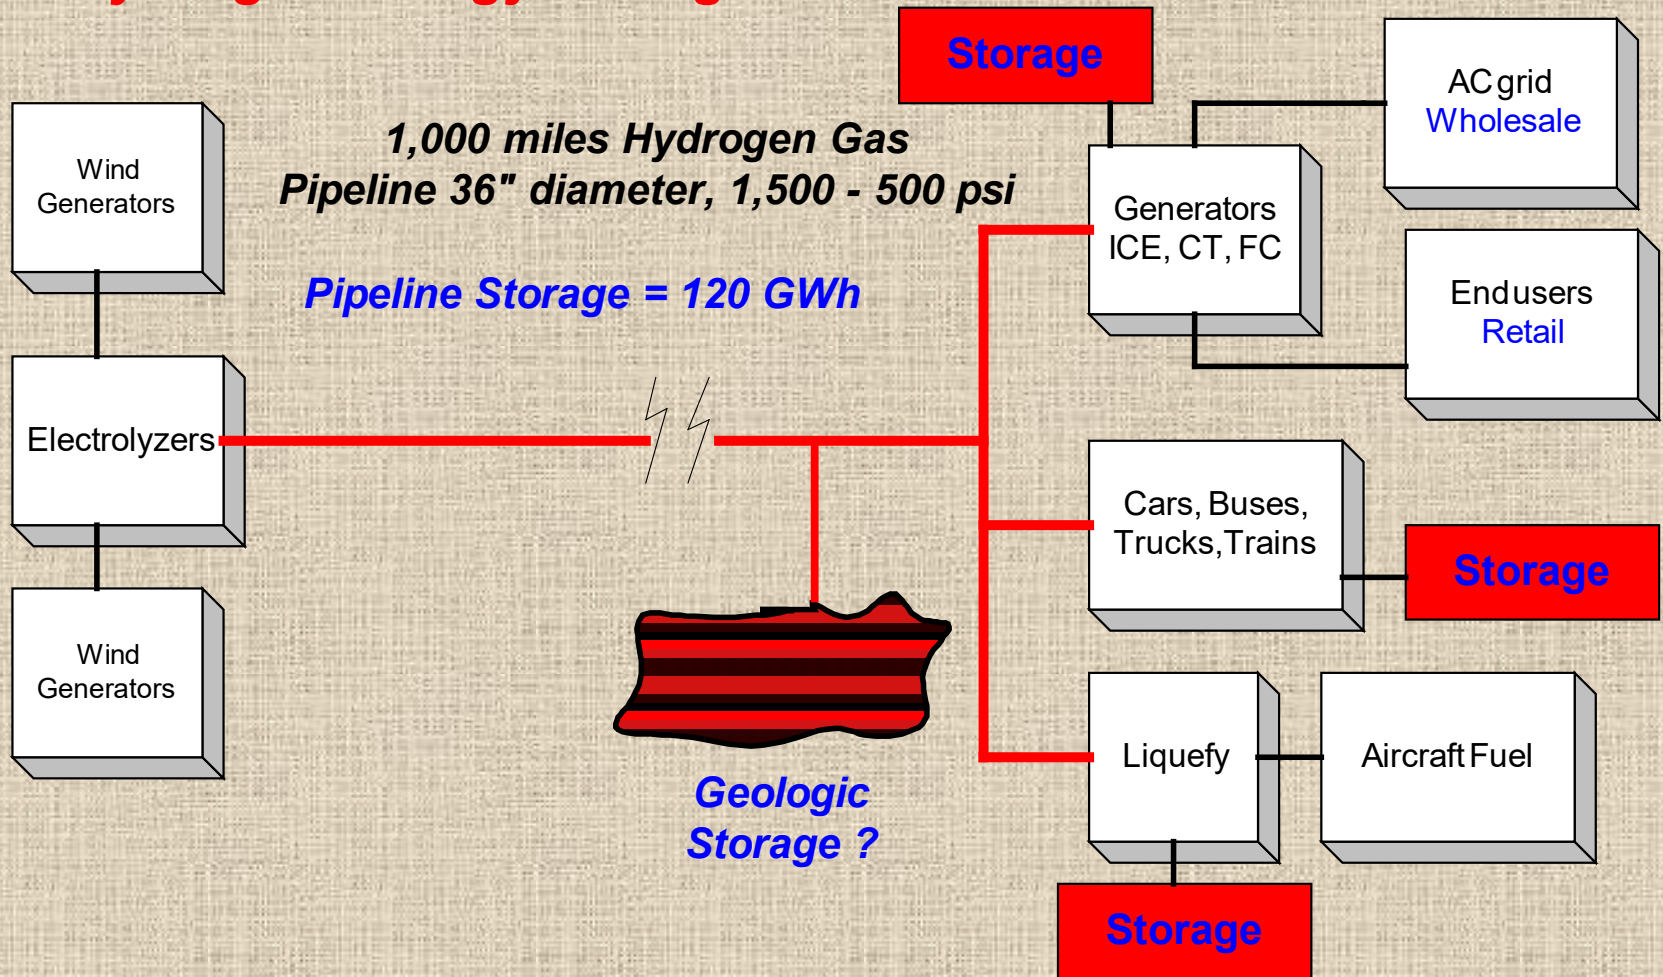 Wind
Generators
Electrolyzers
Wind
Generators
1,000 miles Hydrogen Gas
Pipeline 36" diameter, 1,500 - 500 psi
Pipeline Storage = 120 GWh
Geologic
Storage ?
Storage
Generators
ICE, CT, FC
AC grid
Wholesale
End users
Retail
Cars, Buses,
Trucks,Trains
Storage
Liquefy
Aircraft Fuel
Storage